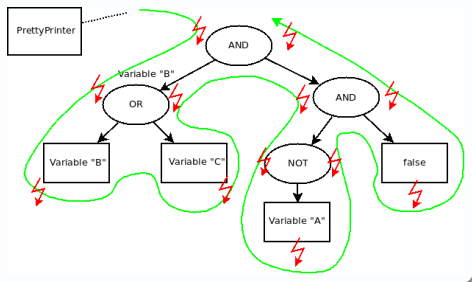 PrettyPrinter
AND
Variable "B"
OR
AND
Variable "B"
Variable "C"
NOT
false
Variable "A"